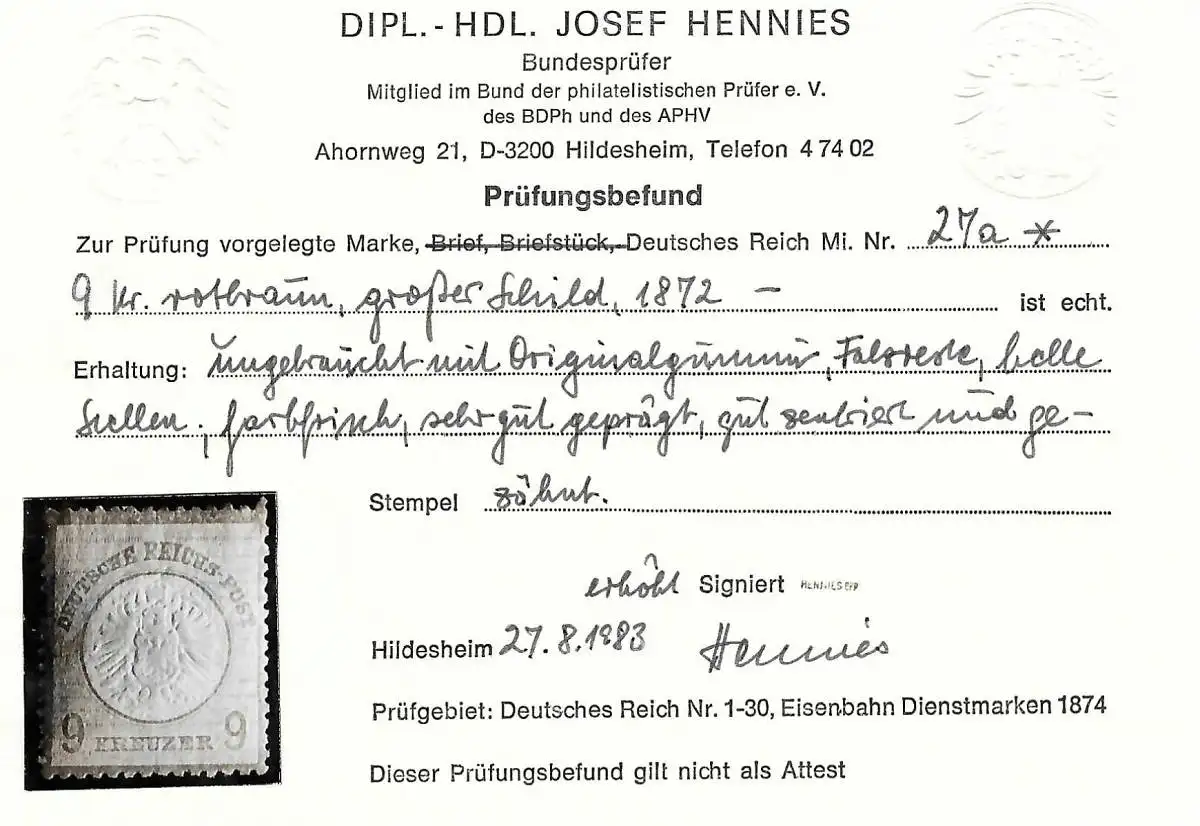 DIPL.-HDL. JOSEF HENNIES
Bundesprüfer
Mitglied im Bund der philatelistischen Prüfer e. V.
des BDPh und des APHV
Ahornweg 21, D-3200 Hildesheim, Telefon 4 74 02
Prüfungsbefund
Zur Prüfung vorgelegte Marke, Brief, Briefstück, Deutsches Reich Mi. Nr. 27a *
9 Kr. rotbraun, großer Schild, 1872 – ist echt.
Erhaltung: ungebraucht mit Originalgummi, Falzreste, helle
Stellen, farbfrisch, sehr gut geprägt, gut zentriert und ge-
Stempel zähnt.
erhöht Signiert HENNIES BPP
Hildesheim 27.8.1983 Hennies
Prüfgebiet: Deutsches Reich Nr. 1-30, Eisenbahn Dienstmarken 1874
Dieser Prüfungsbefund gilt nicht als Attest
DEUTSCHE REICHS-POST
9 KREUZER 9